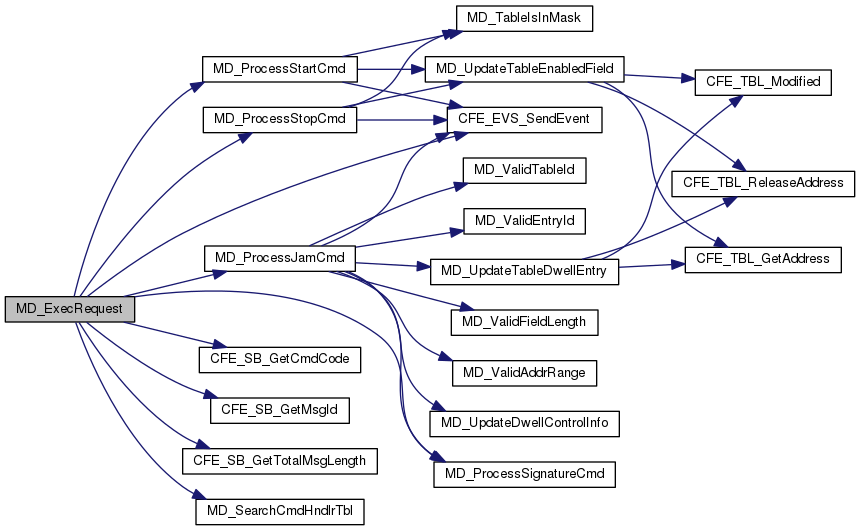 MD_TableIsInMask
MD_ProcessStartCmd
MD_UpdateTableEnabledField
CFE_TBL_Modified
MD_ProcessStopCmd
CFE_EVS_SendEvent
MD_ValidTableId
CFE_TBL_ReleaseAddress
MD_ValidEntryId
MD_ProcessJamCmd
CFE_TBL_GetAddress
MD_UpdateTableDwellEntry
MD_ExecRequest
MD_ValidFieldLength
CFE_SB_GetCmdCode
MD_ValidAddrRange
CFE_SB_GetMsgId
MD_UpdateDwellControlInfo
CFE_SB_GetTotalMsgLength
MD_ProcessSignatureCmd
MD_SearchCmdHndlrTbl